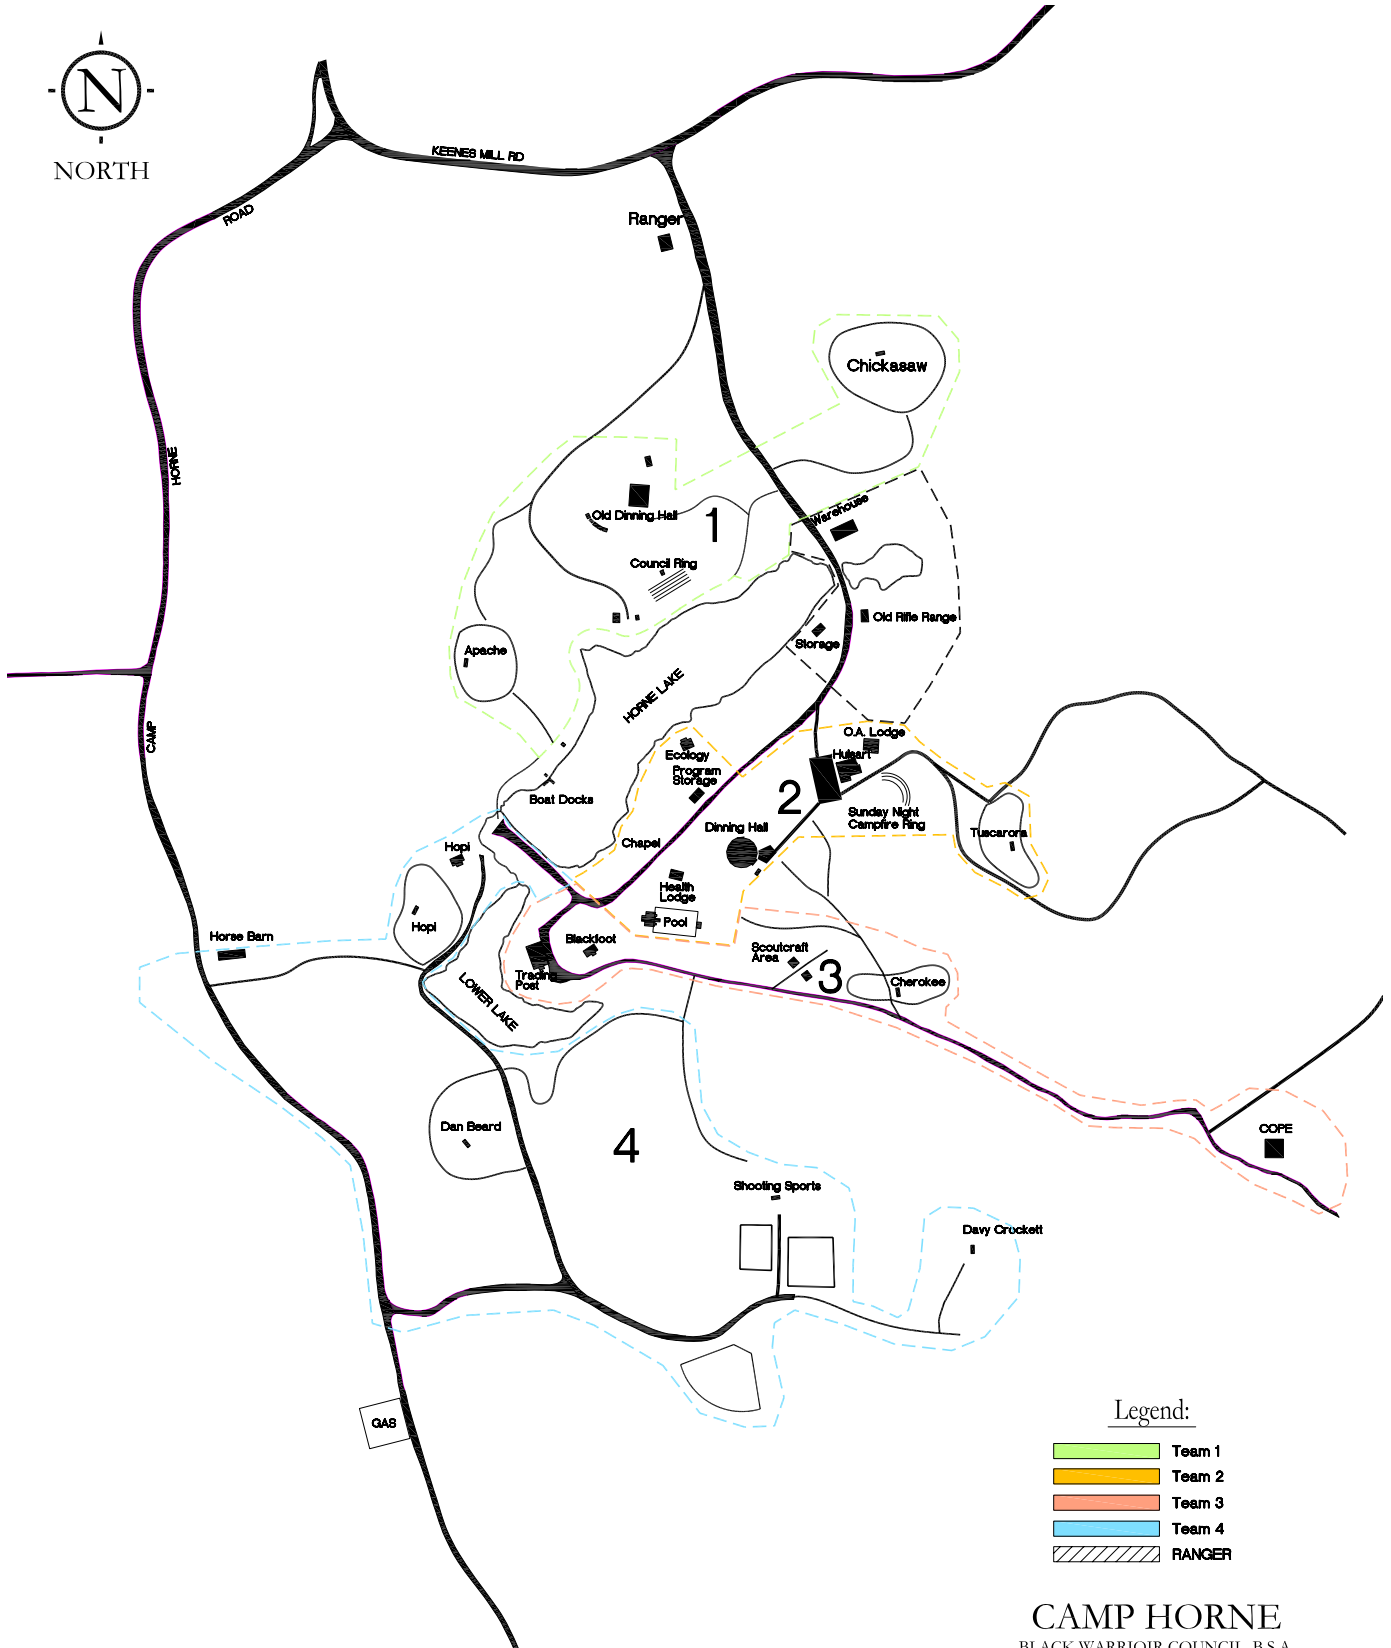 N
NORTH
KEENES MILL RD
ROAD
Ranger
Chickasaw
HORNE
Warehouse
Old Dinning Hall
1
Council Ring
Old Rifle Range
Storage
Apache
HORNE LAKE
CAMP
O.A. Lodge
Hulsart
Ecology
Program
Storage
2
Boat Docks
Sunday Night
Campfire Ring
Dinning Hall
Tuscarora
Chapel
Hopi
Health
Lodge
Pool
Hopi
Horse Barn
Blackfoot
Scoutcraft
Area
3
Trading
Post
Cherokee
LOWER LAKE
Dan Beard
4
COPE
Shooting Sports
Davy Crockett
GAS
Legend:
Team 1
Team 2
Team 3
Team 4
RANGER
CAMP HORNE
BLACK WARRIOIR COUNCIL, B.S.A.